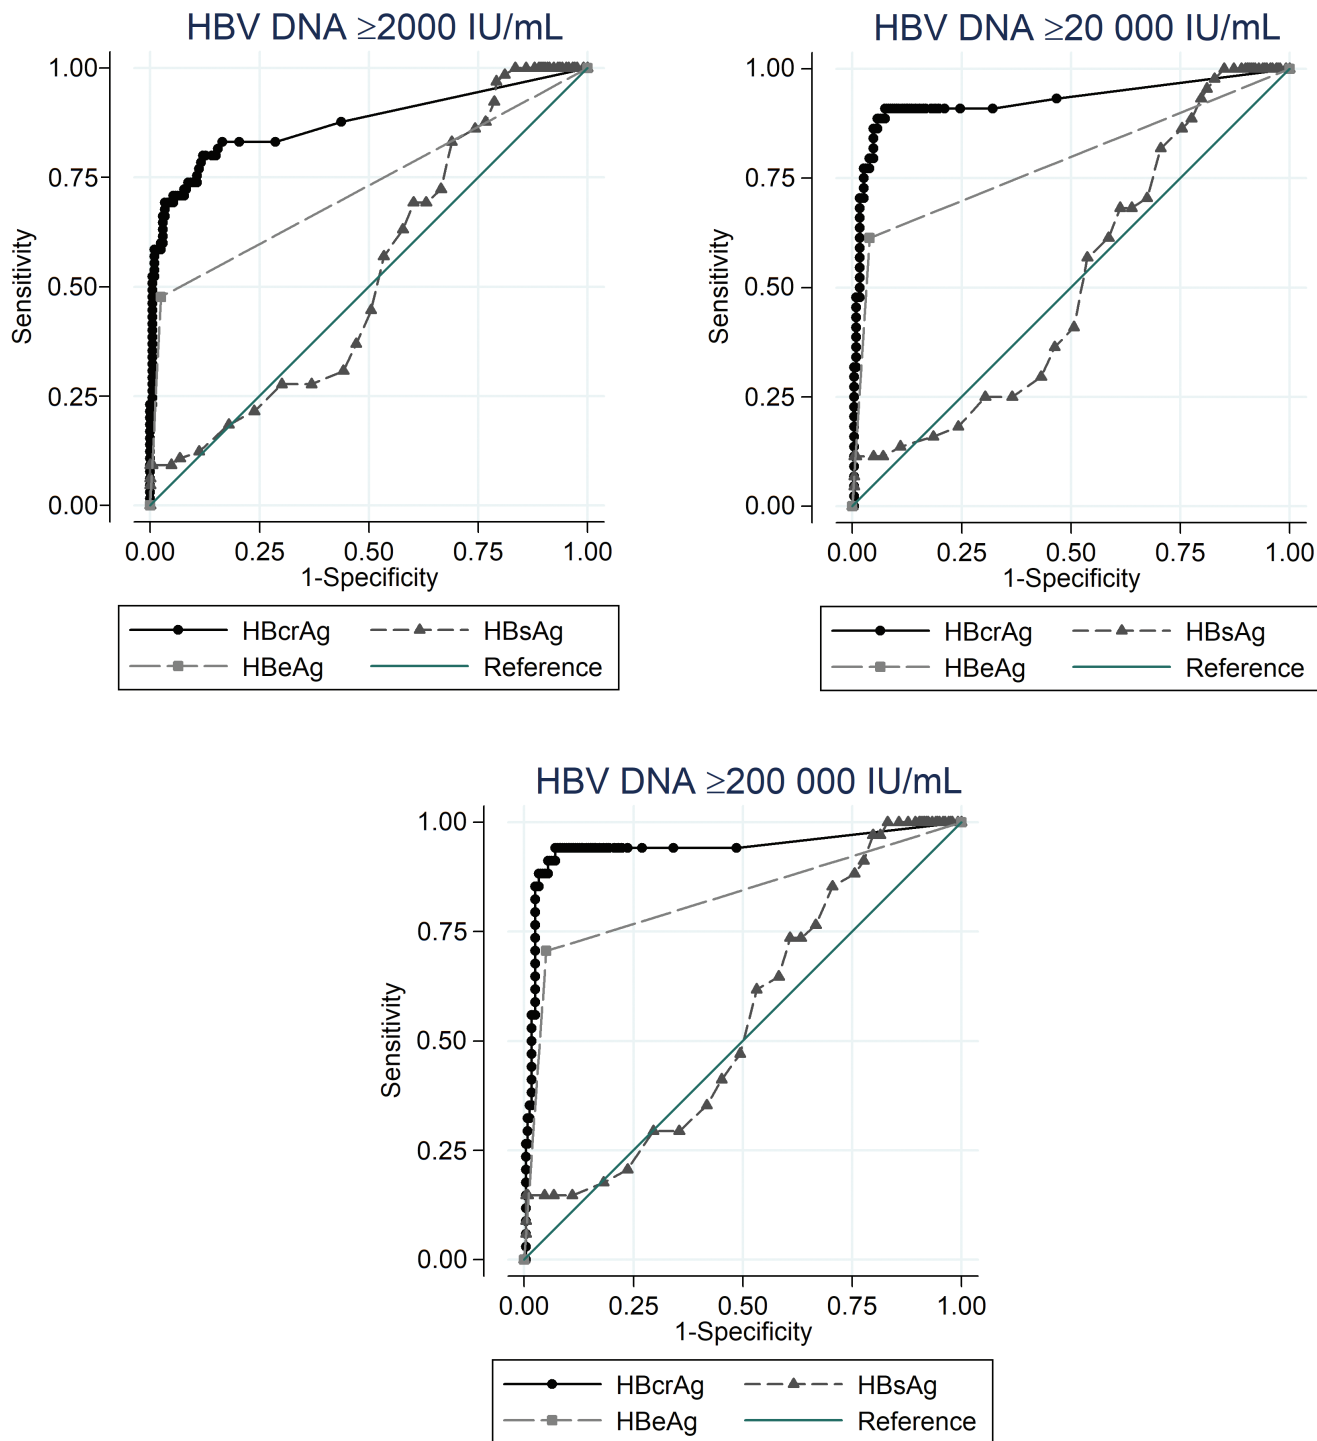 HBV DNA ≥2000 IU/mL
1.00
0.75
0.50
0.25
0.00
Sensitivity
0.00 0.25 0.50 0.75 1.00
1-Specificity
HBcrAg HBsAg
HBeAg Reference
HBV DNA ≥20 000 IU/mL
1.00
0.75
0.50
0.25
0.00
Sensitivity
0.00 0.25 0.50 0.75 1.00
1-Specificity
HBcrAg HBsAg
HBeAg Reference
HBV DNA ≥200 000 IU/mL
1.00
0.75
0.50
0.25
0.00
Sensitivity
0.00 0.25 0.50 0.75 1.00
1-Specificity
HBcrAg HBsAg
HBeAg Reference